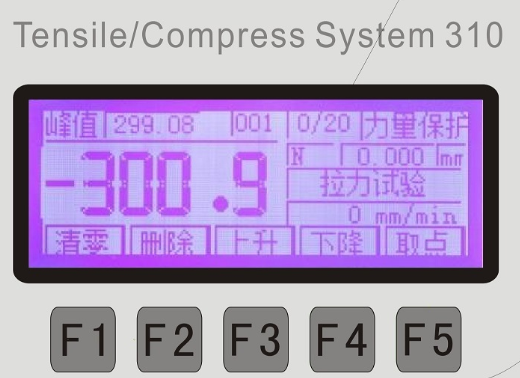 Tensile/Compress System 310
峰值 299.08 001 0/20 力量保护
-300.9 N 0.000 mm
拉力试验
0 mm/min
清零 删除 上升 下降 取点
F1 F2 F3 F4 F5